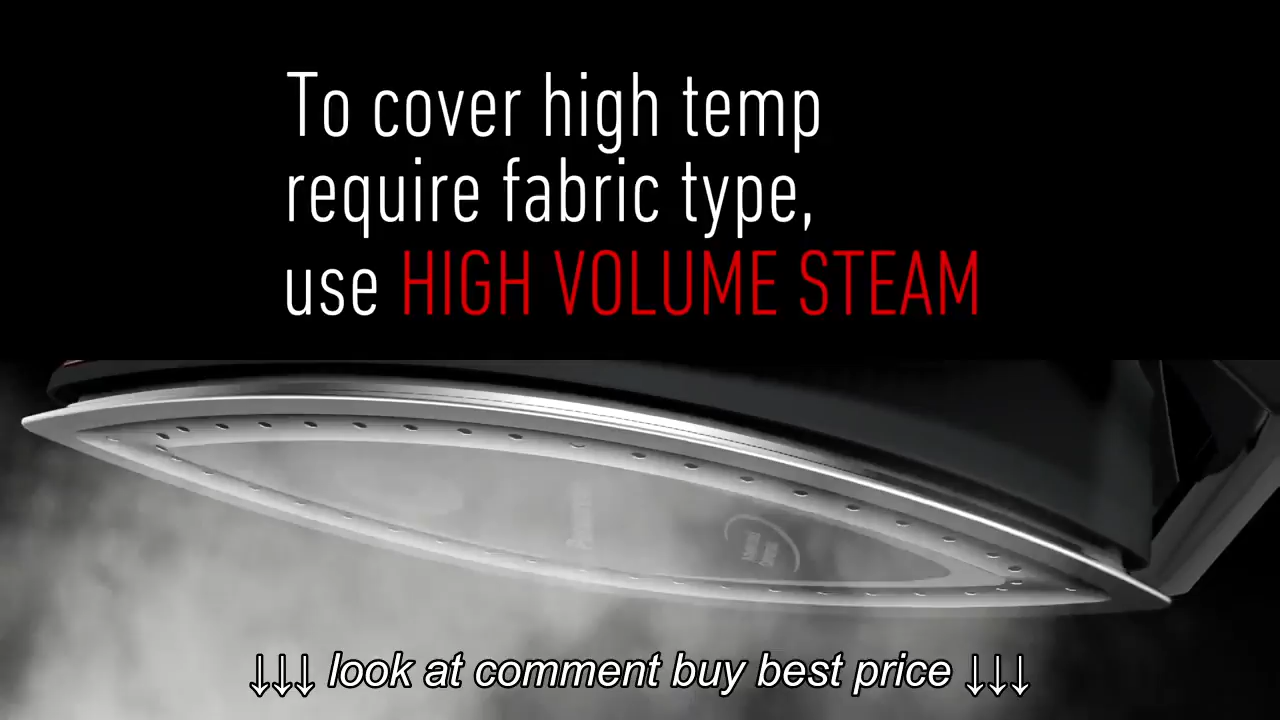 To cover high temp
require fabric type,
use HIGH VOLUME STEAM
↓↓↓ look at comment buy best price ↓↓↓